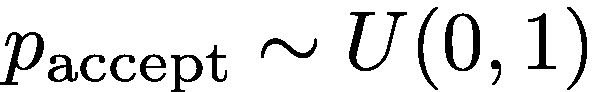 p_accept ∼ U(0, 1)